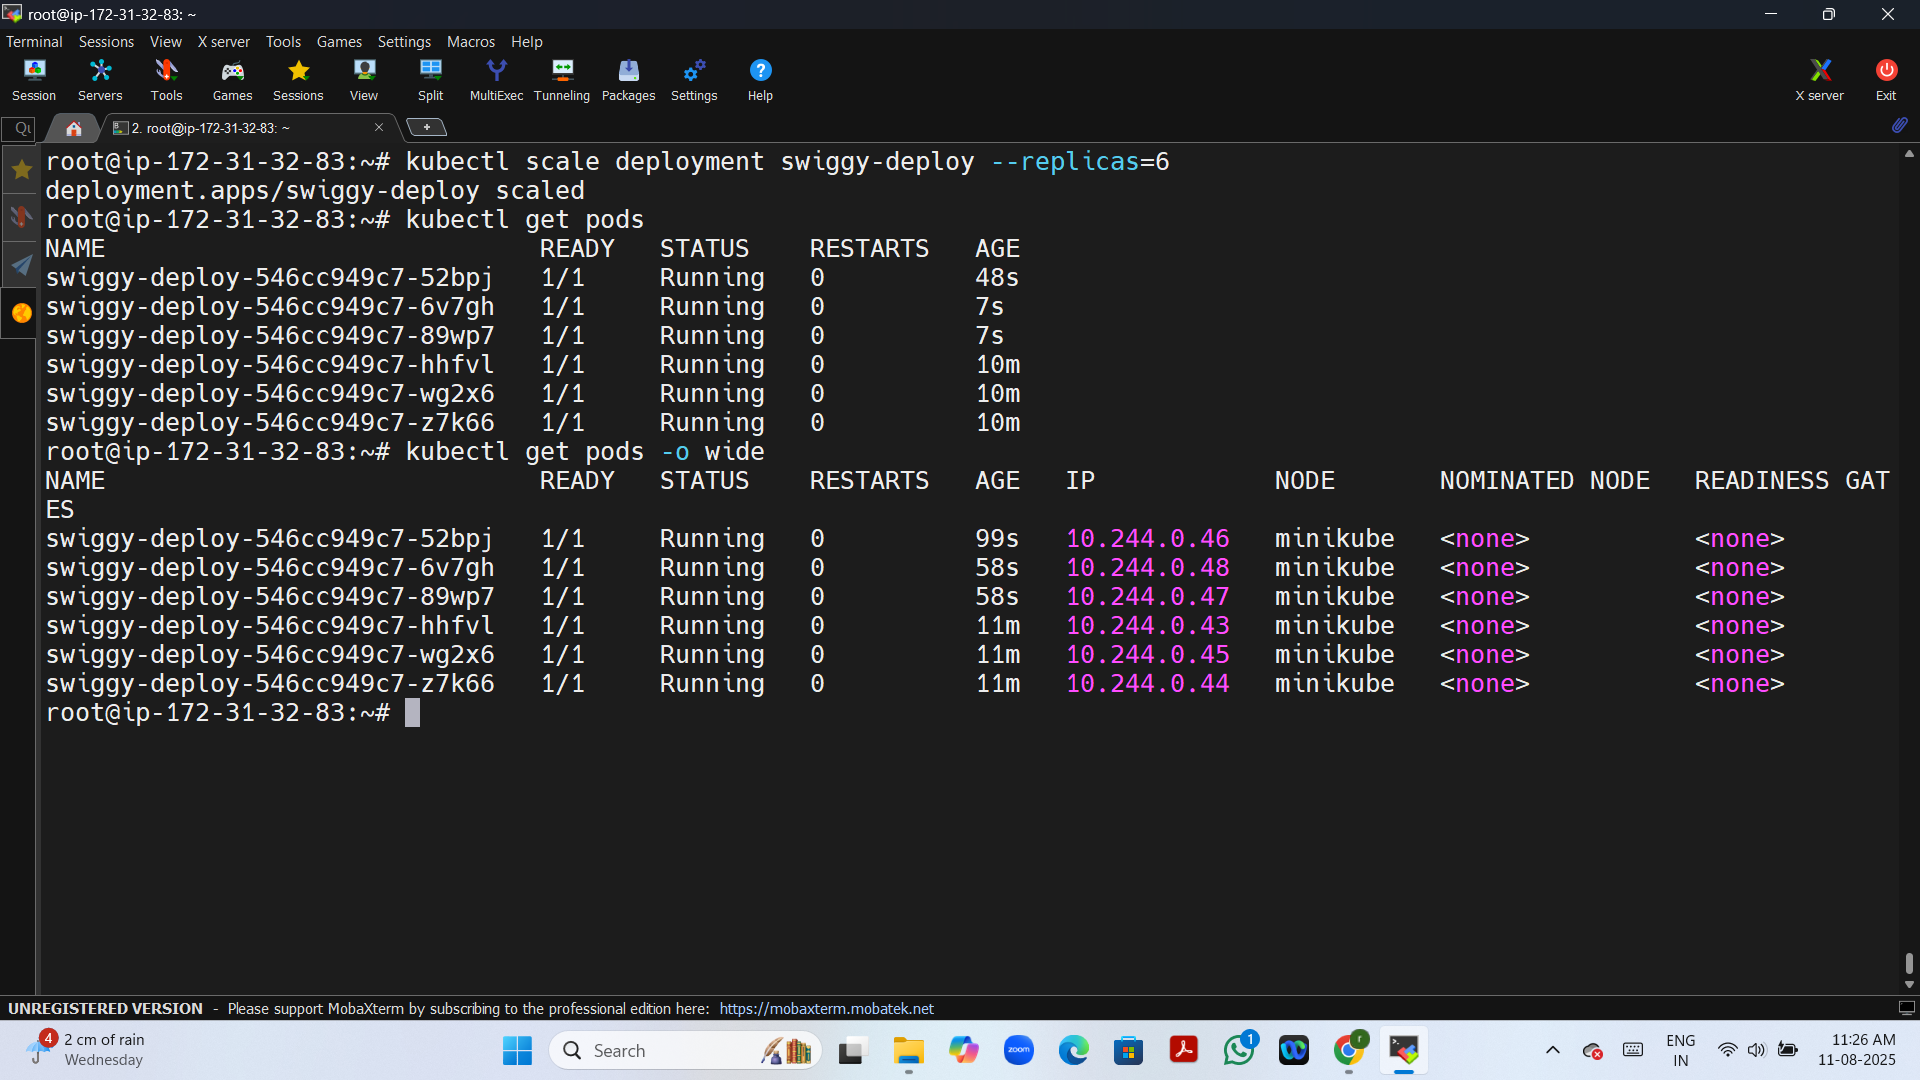 root@ip-172-31-32-83: ~
Terminal Sessions View X server Tools Games Settings Macros Help
Session Servers Tools Games Sessions View Split MultiExec Tunneling Packages Settings Help X server Exit
2. root@ip-172-31-32-83: ~
root@ip-172-31-32-83:~# kubectl scale deployment swiggy-deploy --replicas=6
deployment.apps/swiggy-deploy scaled
root@ip-172-31-32-83:~# kubectl get pods
NAME READY STATUS RESTARTS AGE
swiggy-deploy-546cc949c7-52bpj 1/1 Running 0 48s
swiggy-deploy-546cc949c7-6v7gh 1/1 Running 0 7s
swiggy-deploy-546cc949c7-89wp7 1/1 Running 0 7s
swiggy-deploy-546cc949c7-hhfvl 1/1 Running 0 10m
swiggy-deploy-546cc949c7-wg2x6 1/1 Running 0 10m
swiggy-deploy-546cc949c7-z7k66 1/1 Running 0 10m
root@ip-172-31-32-83:~# kubectl get pods -o wide
NAME READY STATUS RESTARTS AGE IP NODE NOMINATED NODE READINESS GAT
ES
swiggy-deploy-546cc949c7-52bpj 1/1 Running 0 99s 10.244.0.46 minikube <none> <none>
swiggy-deploy-546cc949c7-6v7gh 1/1 Running 0 58s 10.244.0.48 minikube <none> <none>
swiggy-deploy-546cc949c7-89wp7 1/1 Running 0 58s 10.244.0.47 minikube <none> <none>
swiggy-deploy-546cc949c7-hhfvl 1/1 Running 0 11m 10.244.0.43 minikube <none> <none>
swiggy-deploy-546cc949c7-wg2x6 1/1 Running 0 11m 10.244.0.45 minikube <none> <none>
swiggy-deploy-546cc949c7-z7k66 1/1 Running 0 11m 10.244.0.44 minikube <none> <none>
root@ip-172-31-32-83:~#
UNREGISTERED VERSION - Please support MobaXterm by subscribing to the professional edition here: https://mobaxterm.mobatek.net
4
2 cm of rain
Wednesday
Search
zoom
1
r
ENG
IN
11:26 AM
11-08-2025